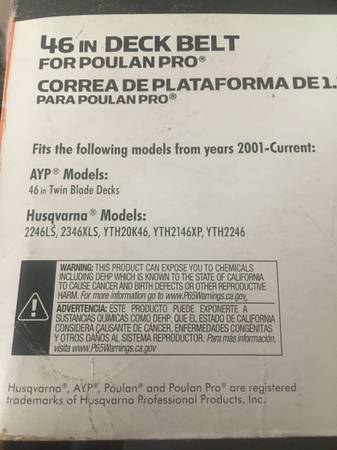 46 IN DECK BELT
FOR POULAN PRO®
CORREA DE PLATAFORMA DE 1.
PARA POULAN PRO®
Fits the following models from years 2001-Current:
AYP® Models:
46 in Twin Blade Decks
Husqvarna® Models:
2246LS, 2346XLS, YTH20K46, YTH2146XP, YTH2246
WARNING: THIS PRODUCT CAN EXPOSE YOU TO CHEMICALS
INCLUDING DEHP WHICH IS KNOWN TO THE STATE OF CALIFORNIA
TO CAUSE CANCER AND BIRTH DEFECTS OR OTHER REPRODUCTIVE
HARM. For more information go to www.P65Warnings.ca.gov
ADVERTENCIA: ESTE PRODUCTO PUEDE EXPONERTE A
SUSTANCIAS QUÍMICAS COMO DEHP, QUE EL ESTADO DE CALIFORNIA
CONSIDERA CAUSANTE DE CÁNCER, ENFERMEDADES CONGÉNITAS
Y OTROS DAÑOS AL SISTEMA REPRODUCTOR. Para más información,
visita www.P65Warnings.ca.gov
Husqvarna®, AYP®, Poulan® and Poulan Pro® are registered
trademarks of Husqvarna Professional Products, Inc.